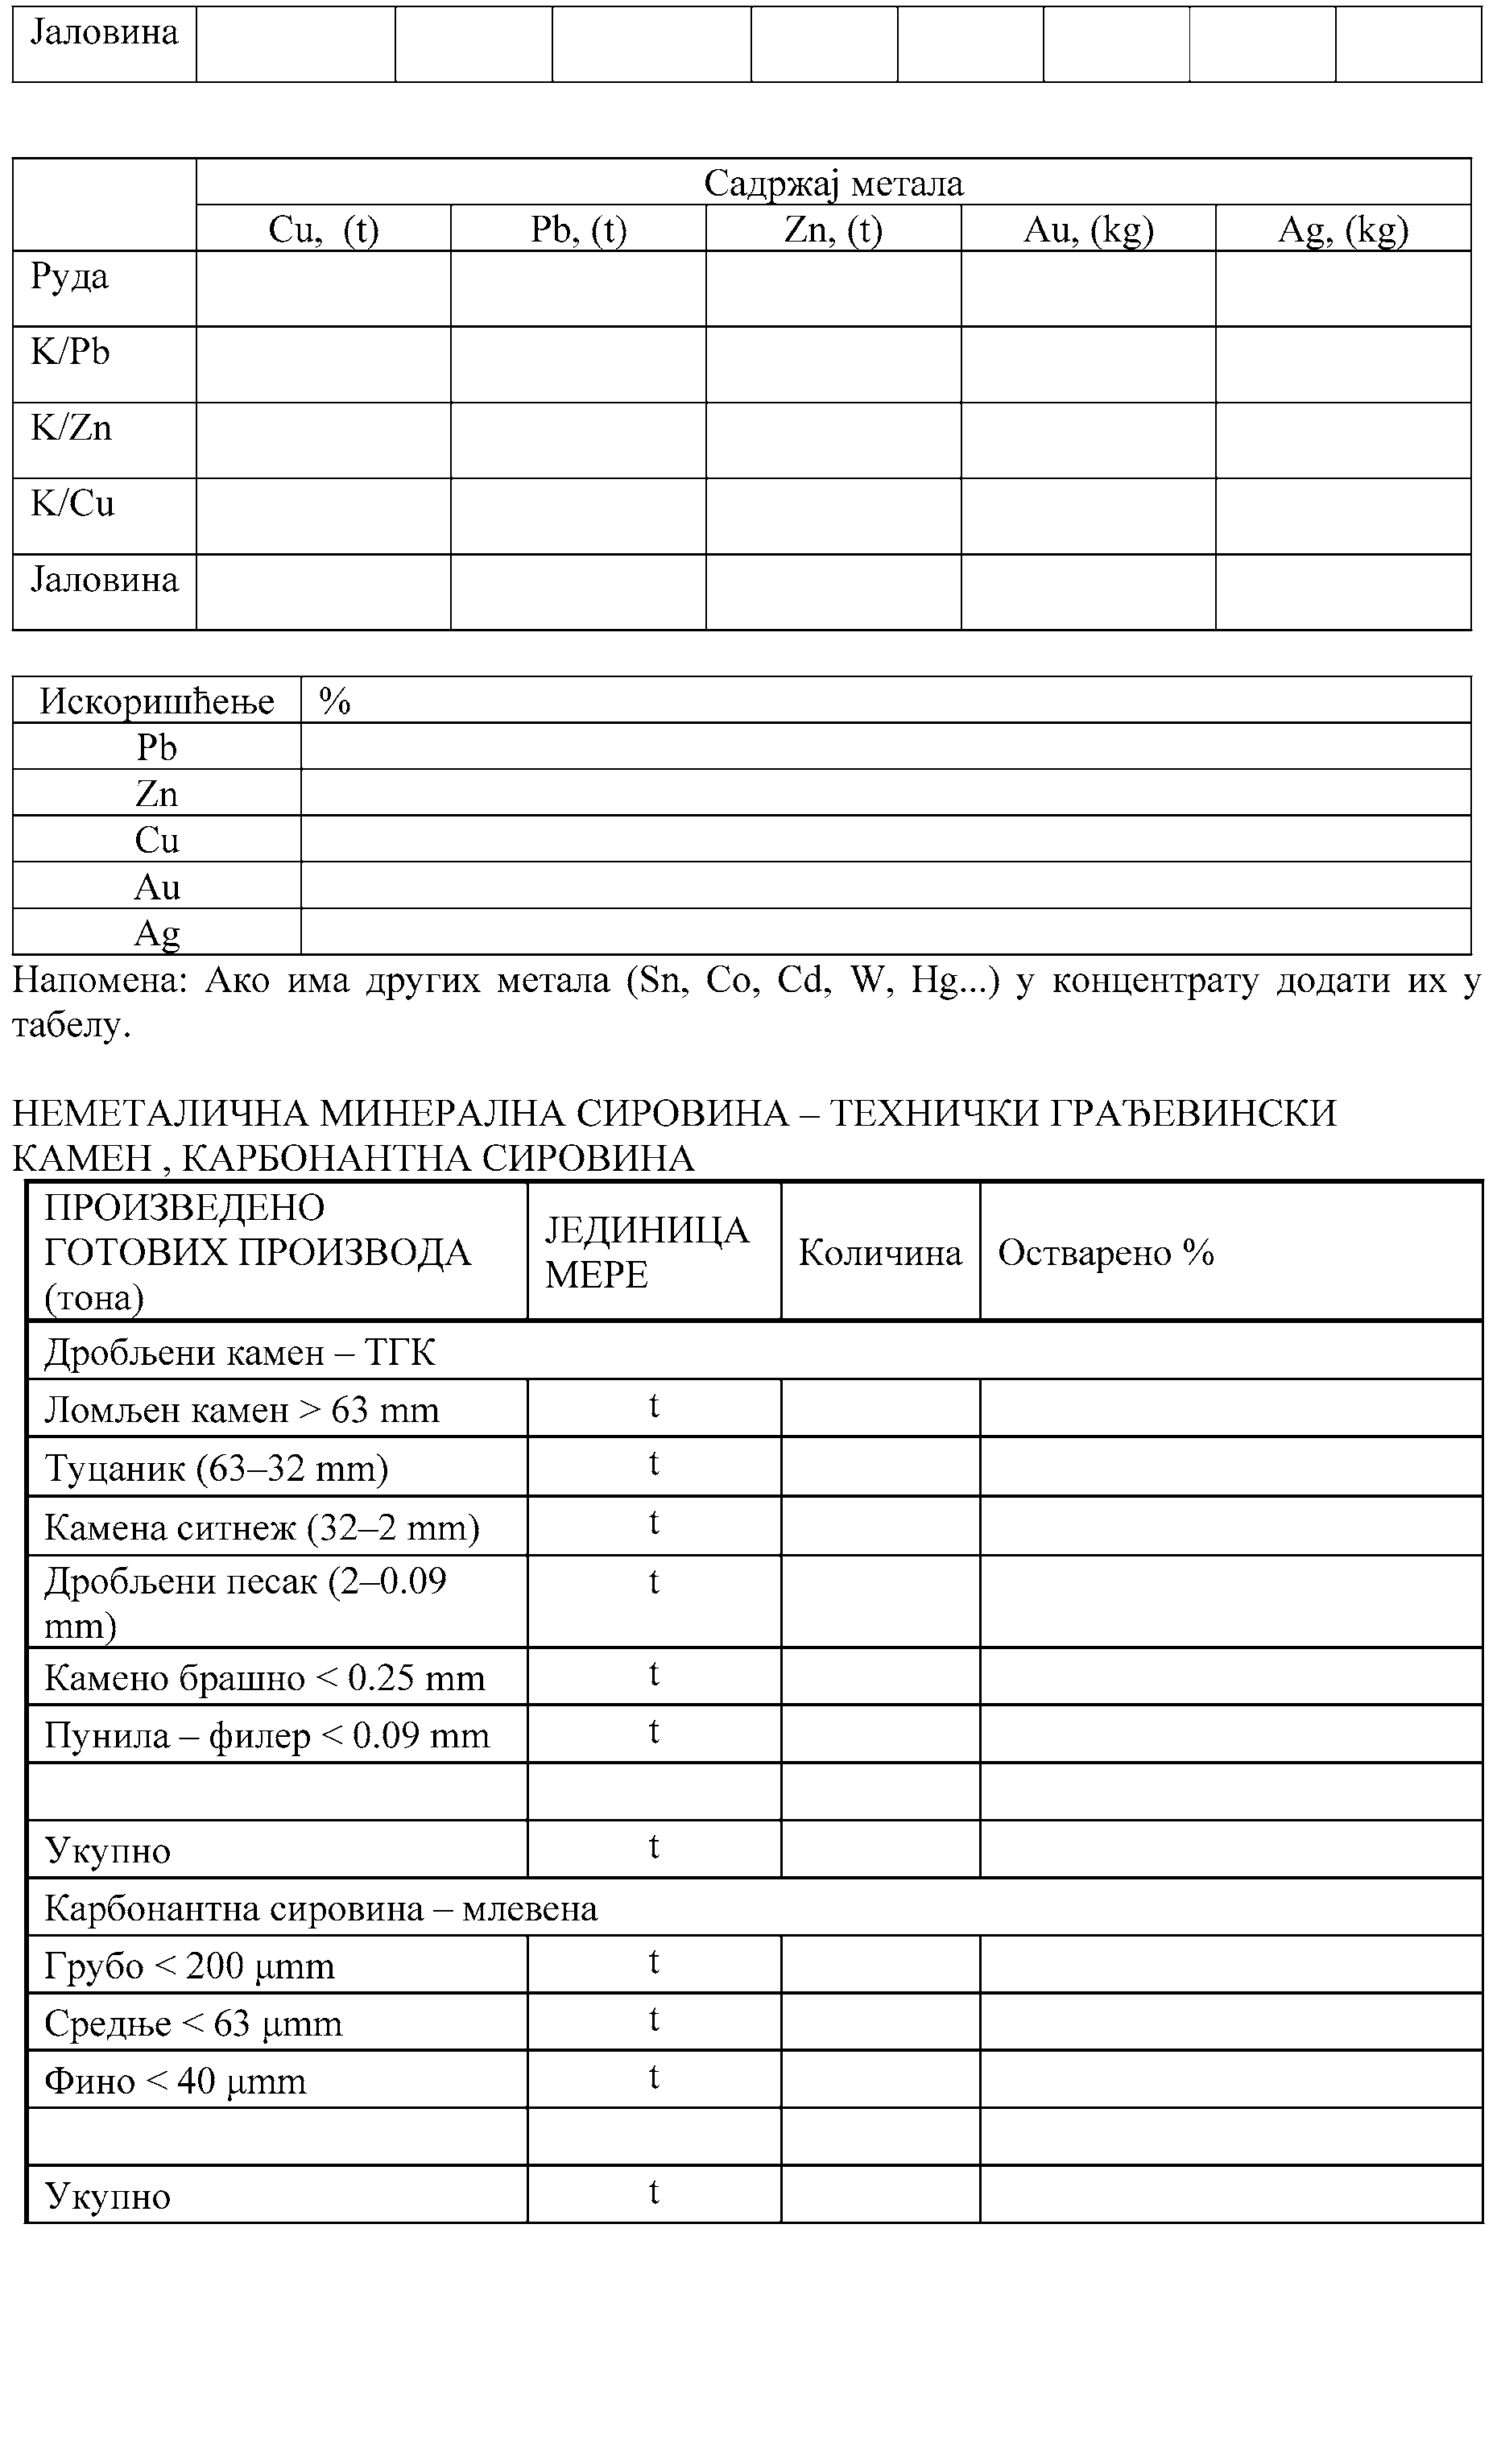 Јаловина
Садржај метала
Cu, (t) Pb, (t) Zn, (t) Au, (kg) Ag, (kg)
Руда
К/Pb
К/Zn
К/Cu
Јаловина
Искоришћење %
Pb
Zn
Cu
Au
Ag
Напомена: Ако има других метала (Sn, Co, Cd, W, Hg...) у концентрату додати их у
табелу.
НЕМЕТАЛИЧНА МИНЕРАЛНА СИРОВИНА – ТЕХНИЧКИ ГРАЂЕВИНСКИ
КАМЕН , КАРБОНАНТНА СИРОВИНА
ПРОИЗВЕДЕНО
ГОТОВИХ ПРОИЗВОДА
(тона)
ЈЕДИНИЦА
МЕРЕ
Количина
Остварено %
Дробљени камен – ТГК
Ломљен камен > 63 mm t
Туцаник (63–32 mm) t
Камена ситнеж (32–2 mm) t
Дробљени песак (2–0.09 t
mm)
Камено брашно < 0.25 mm t
Пунила – филер < 0.09 mm t
Укупно t
Карбонантна сировина – млевена
Грубо < 200 μmm t
Средње < 63 μmm t
Фино < 40 μmm t
Укупно t